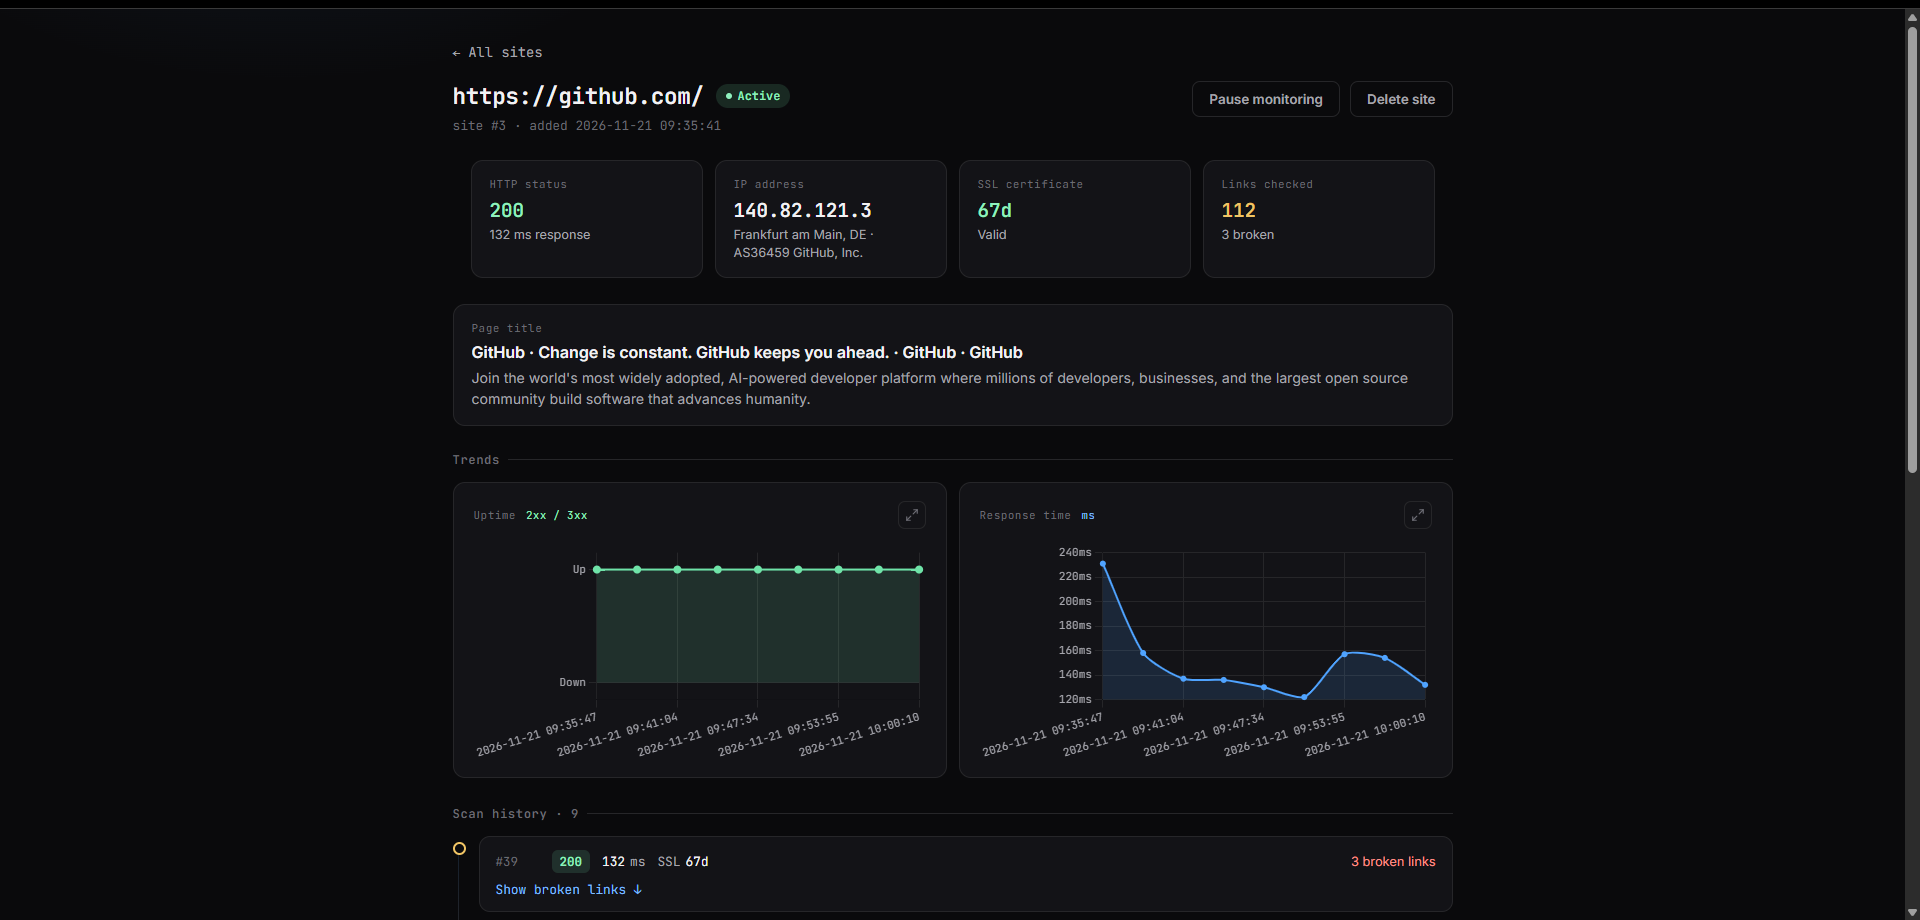 ← All sites
https://github.com/
Active
Pause monitoring
Delete site
site #3 · added 2026-11-21 09:35:41
HTTP status
200
132 ms response
IP address
140.82.121.3
Frankfurt am Main, DE ·
AS36459 GitHub, Inc.
SSL certificate
67d
Valid
Links checked
112
3 broken
Page title
GitHub · Change is constant. GitHub keeps you ahead. · GitHub · GitHub
Join the world's most widely adopted, AI-powered developer platform where millions of developers, businesses, and the largest open source
community build software that advances humanity.
Trends
Uptime 2xx / 3xx
Up
Down
2026-11-21 09:35:47
2026-11-21 09:41:04
2026-11-21 09:47:34
2026-11-21 09:53:55
2026-11-21 10:00:10
Response time ms
240ms
220ms
200ms
180ms
160ms
140ms
120ms
2026-11-21 09:35:47
2026-11-21 09:41:04
2026-11-21 09:47:34
2026-11-21 09:53:55
2026-11-21 10:00:10
Scan history · 9
#39 200 132 ms SSL 67d
3 broken links
Show broken links ↓